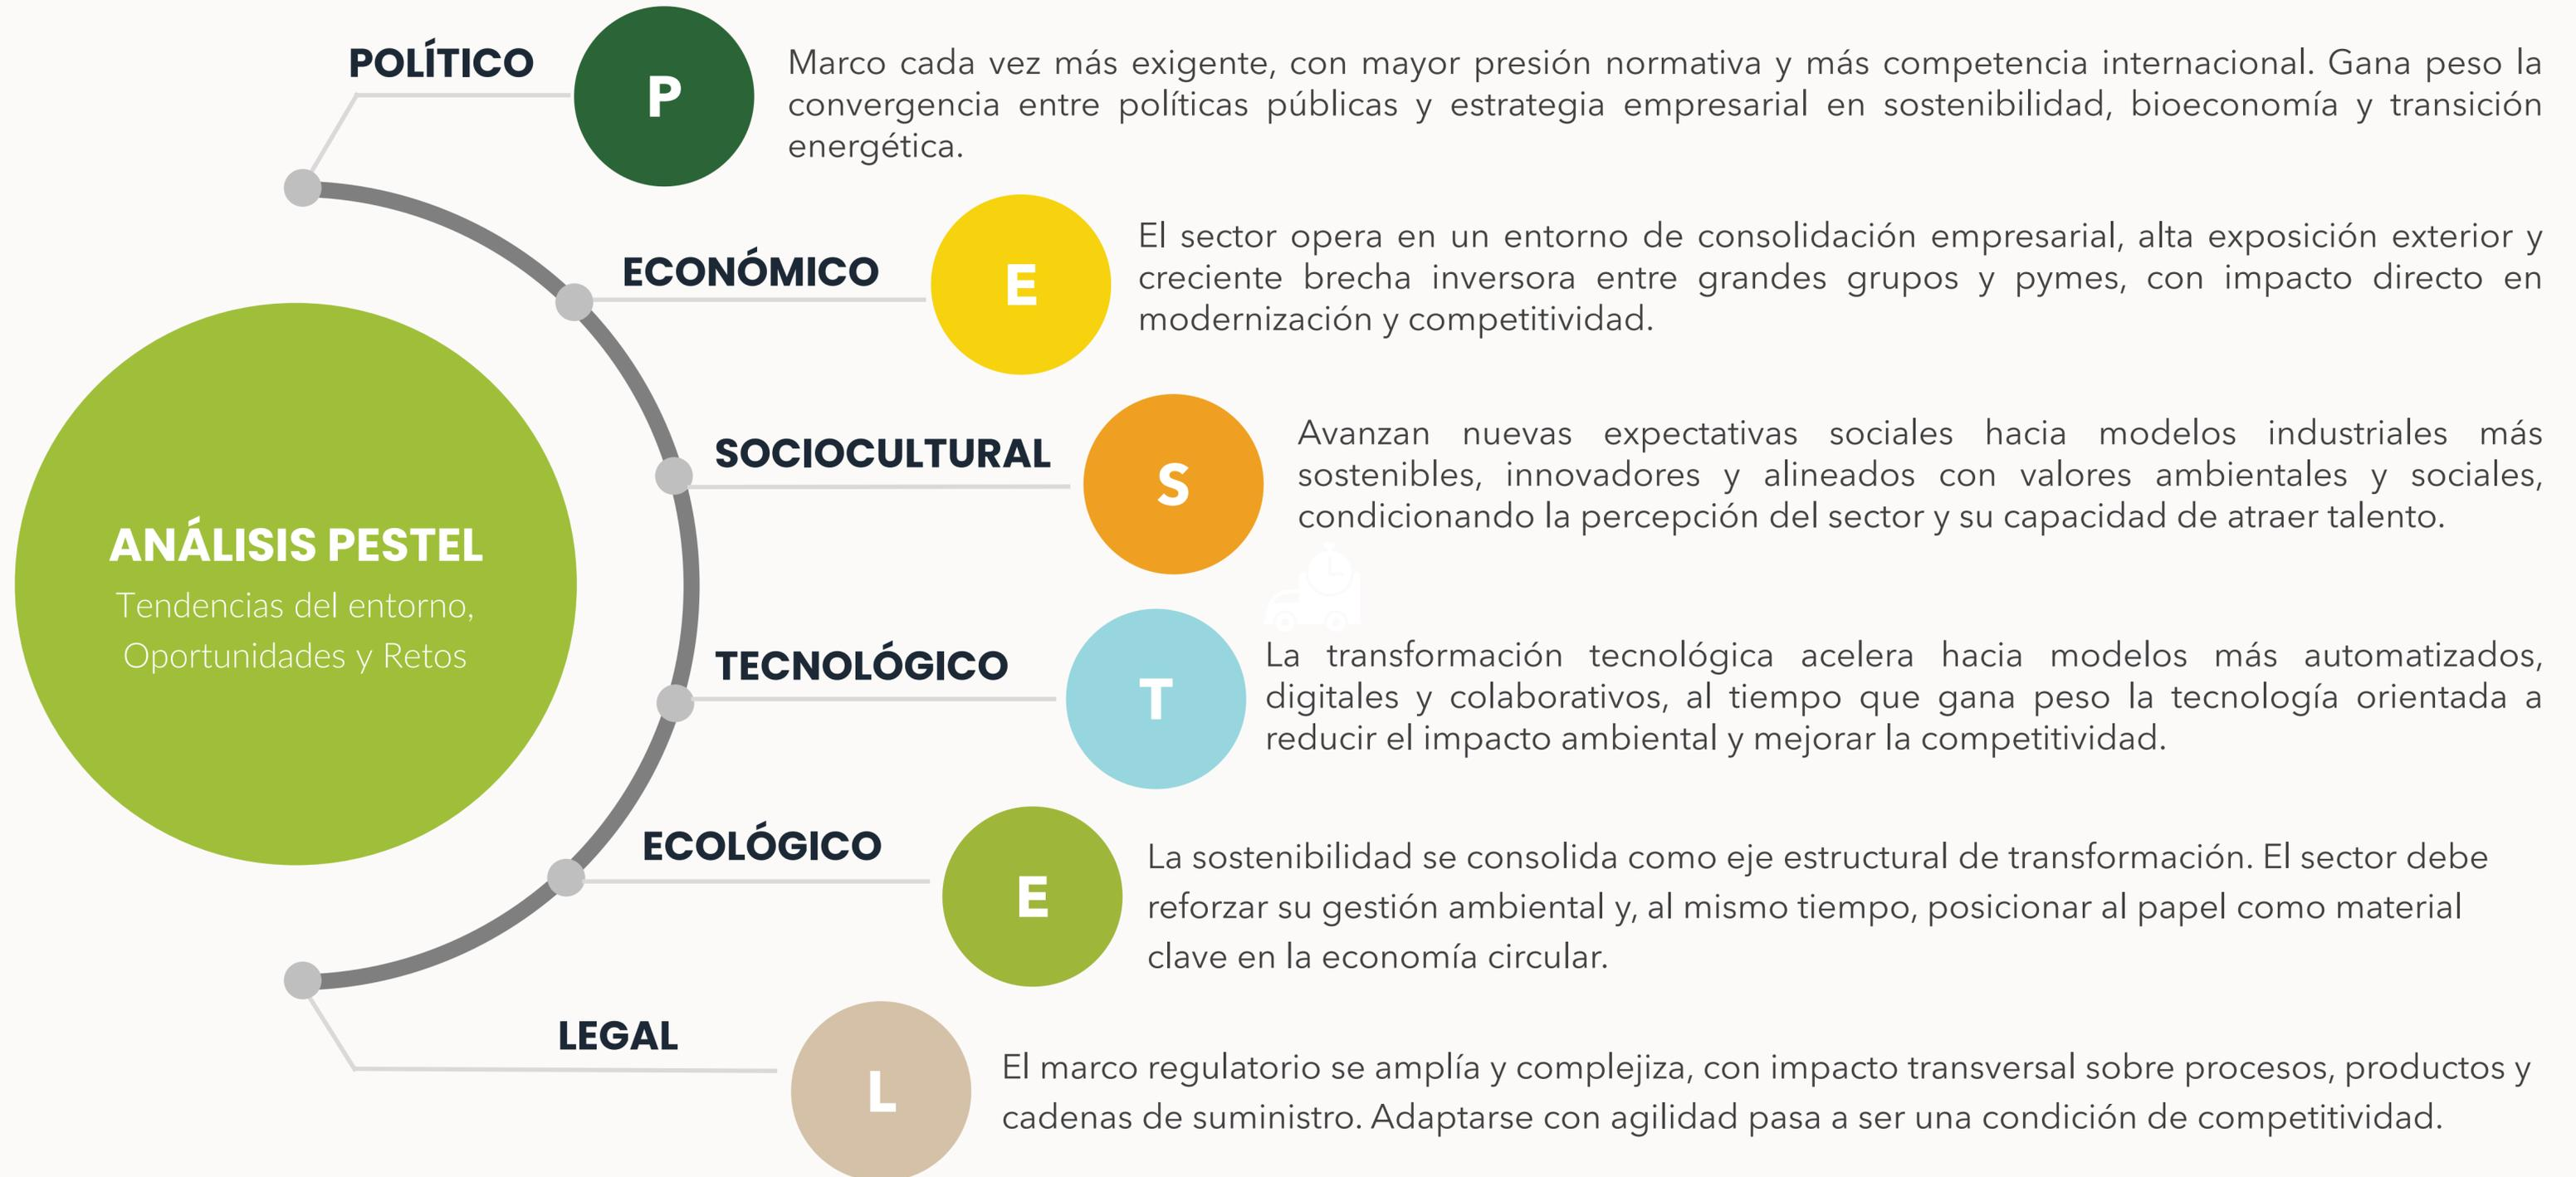 POLÍTICO
P
Marco cada vez más exigente, con mayor presión normativa y más competencia internacional. Gana peso la
convergencia entre políticas públicas y estrategia empresarial en sostenibilidad, bioeconomía y transición
energética.
ECONÓMICO
E
El sector opera en un entorno de consolidación empresarial, alta exposición exterior y
creciente brecha inversora entre grandes grupos y pymes, con impacto directo en
modernización y competitividad.
SOCIOCULTURAL
S
Avanzan nuevas expectativas sociales hacia modelos industriales más
sostenibles, innovadores y alineados con valores ambientales y sociales,
condicionando la percepción del sector y su capacidad de atraer talento.
ANÁLISIS PESTEL
Tendencias del entorno,
Oportunidades y Retos
TECNOLÓGICO
T
La transformación tecnológica acelera hacia modelos más automatizados,
digitales y colaborativos, al tiempo que gana peso la tecnología orientada a
reducir el impacto ambiental y mejorar la competitividad.
ECOLÓGICO
E
La sostenibilidad se consolida como eje estructural de transformación. El sector debe
reforzar su gestión ambiental y, al mismo tiempo, posicionar al papel como material
clave en la economía circular.
LEGAL
L
El marco regulatorio se amplía y complejiza, con impacto transversal sobre procesos, productos y
cadenas de suministro. Adaptarse con agilidad pasa a ser una condición de competitividad.